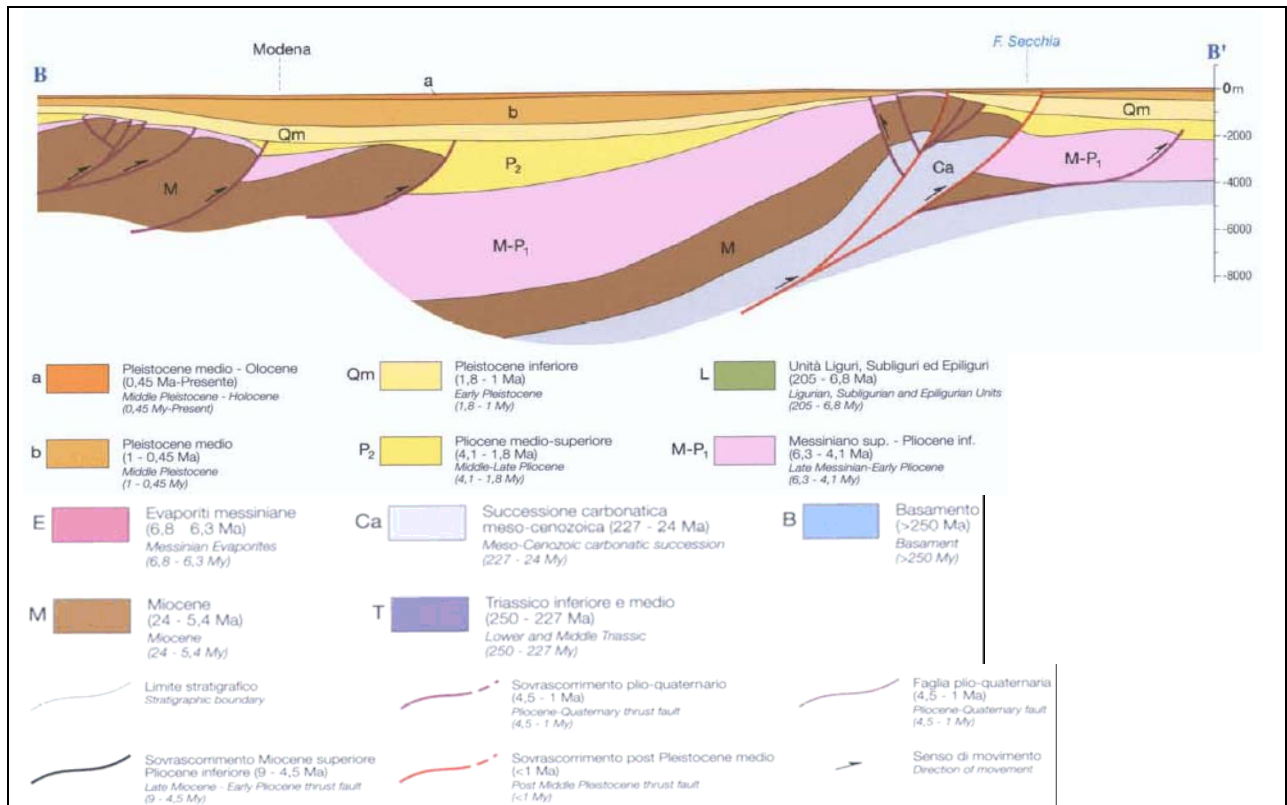 Modena
F. Secchia
B
B'
a
0m
b
Qm
Qm
-2000
P2
Ca
M-P1
M
-4000
M-P1
M
-6000
-8000
a
Pleistocene medio - Olocene
(0,45 Ma-Presente)
Middle Pleistocene - Holocene
(0,45 My-Present)
Qm
Pleistocene inferiore
(1,8 - 1 Ma)
Early Pleistocene
(1,8 - 1 My)
L
Unità Liguri, Subliguri ed Epiliguri
(205 - 6,8 Ma)
Ligurian, Subligurian and Epiligurian Units
(205 - 6,8 My)
b
Pleistocene medio
(1 - 0,45 Ma)
Middle Pleistocene
(1 - 0,45 My)
P2
Pliocene medio-superiore
(4,1 - 1,8 Ma)
Middle-Late Pliocene
(4,1 - 1,8 My)
M-P1
Messiniano sup. - Pliocene inf.
(6,3 - 4,1 Ma)
Late Messinian-Early Pliocene
(6,3 - 4,1 My)
E
Evaporiti messiniane
(6,8 - 6,3 Ma)
Messinian Evaporites
(6,8 - 6,3 My)
Ca
Successione carbonatica
meso-cenozoica (227 - 24 Ma)
Meso-Cenozoic carbonatic succession
(227 - 24 My)
B
Basamento
(>250 Ma)
Basament
(>250 My)
M
Miocene
(24 - 5,4 Ma)
Miocene
(24 - 5,4 My)
T
Triassico inferiore e medio
(250 - 227 Ma)
Lower and Middle Triassic
(250 - 227 My)
Limite stratigrafico
Stratigraphic boundary
Sovrascorrimento plio-quaternario
(4,5 - 1 Ma)
Pliocene-Quaternary thrust fault
(4,5 - 1 My)
Faglia plio-quaternaria
(4,5 - 1 Ma)
Pliocene-Quaternary fault
(4,5 - 1 My)
Sovrascorrimento Miocene superiore
Pliocene inferiore (9 - 4,5 Ma)
Late Miocene - Early Pliocene thrust fault
(9 - 4,5 My)
Sovrascorrimento post Pleistocene medio
(<1 Ma)
Post Middle Pleistocene thrust fault
(<1 My)
Senso di movimento
Direction of movement